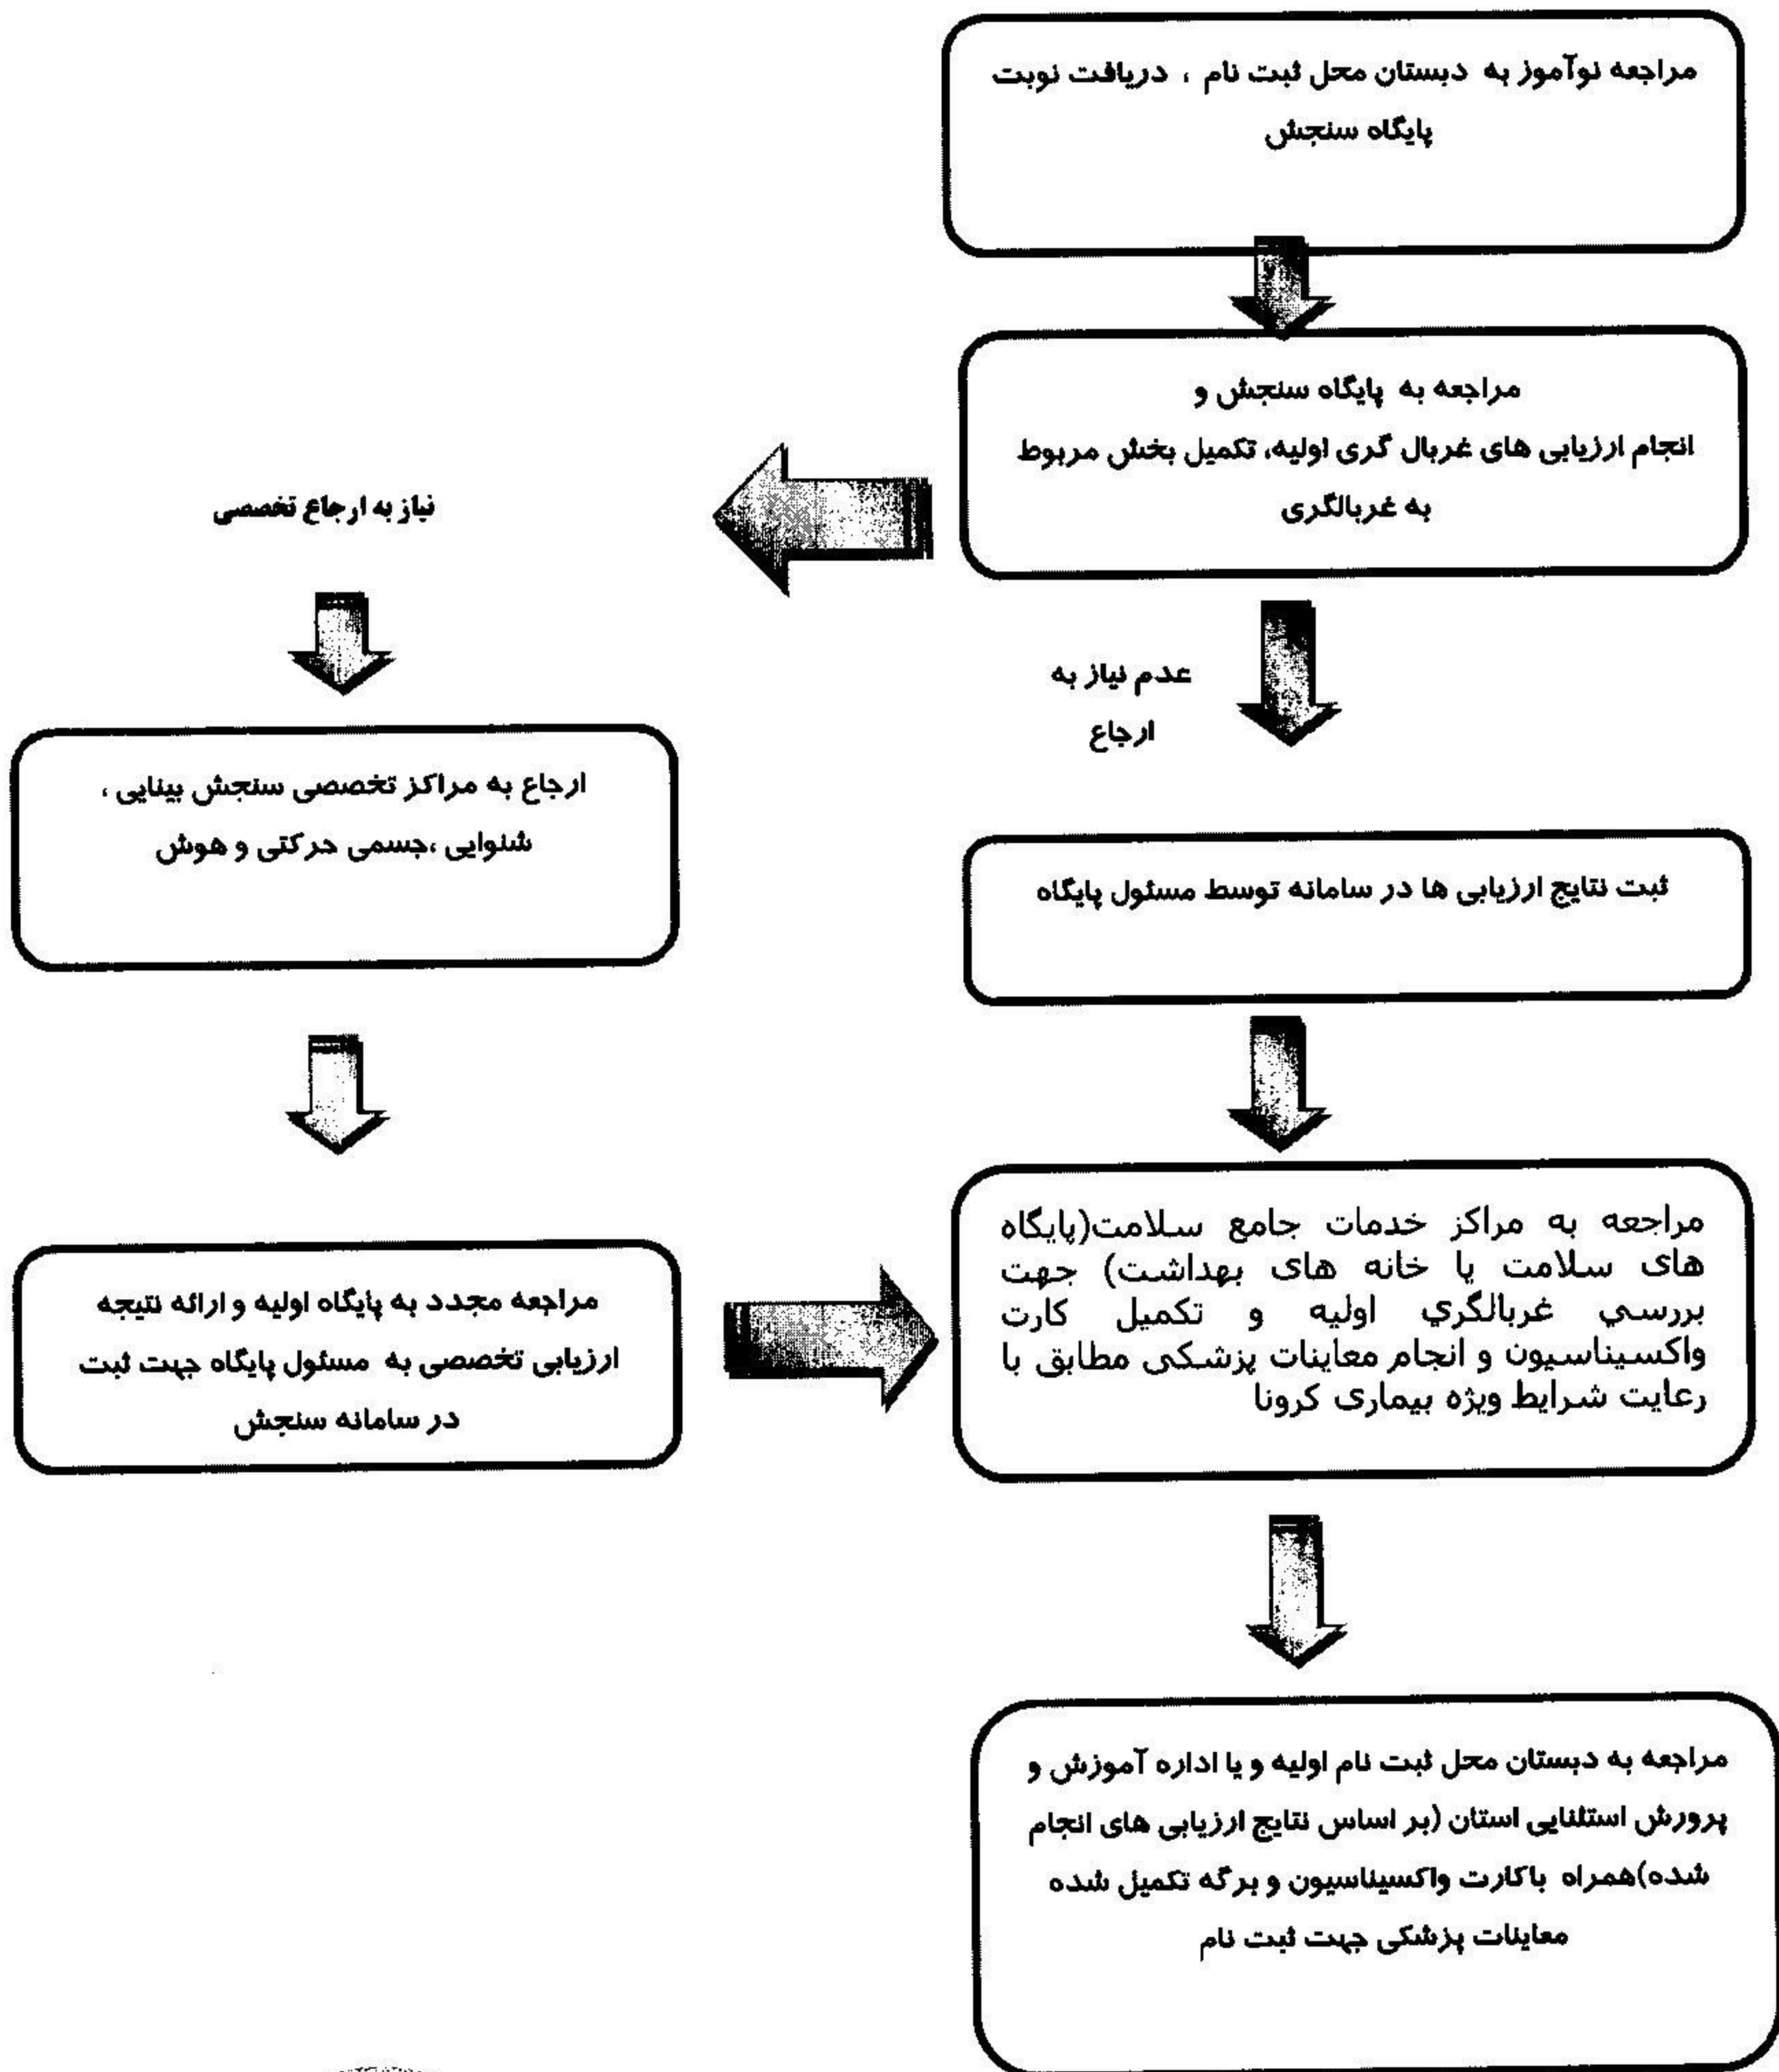 مراجعه نوآموز به دبستان محل ثبت نام ، دریافت نوبت
پایگاه سنجش
مراجعه به پایگاه سنجش و
انجام ارزیابی های غربال گری اولیه، تکمیل بخش مربوط
به غربالگری
نیاز به ارجاع تخصصی
عدم نیاز به
ارجاع
ارجاع به مراکز تخصصی سنجش بینایی ،
شنوایی ،جسمی حرکتی و هوش
ثبت نتایج ارزیابی ها در سامانه توسط مسئول پایگاه
مراجعه مجدد به پایگاه اولیه و ارائه نتیجه
ارزیابی تخصصی به مسئول پایگاه جهت ثبت
در سامانه سنجش
مراجعه به مراکز خدمات جامع سلامت(پایگاه
های سلامت یا خانه های بهداشت) جهت
بررسي غربالگري اولیه و تکمیل کارت
واکسیناسیون و انجام معاینات پزشکی مطابق با
رعایت شرایط ویژه بیماری کرونا
مراجعه به دبستان محل ثبت نام اولیه و یا اداره آموزش و
پرورش استثنایی استان (بر اساس نتایج ارزیابی های انجام
شده)همراه باکارت واکسیناسیون و برگه تکمیل شده
معاینات پزشکی جهت ثبت نام